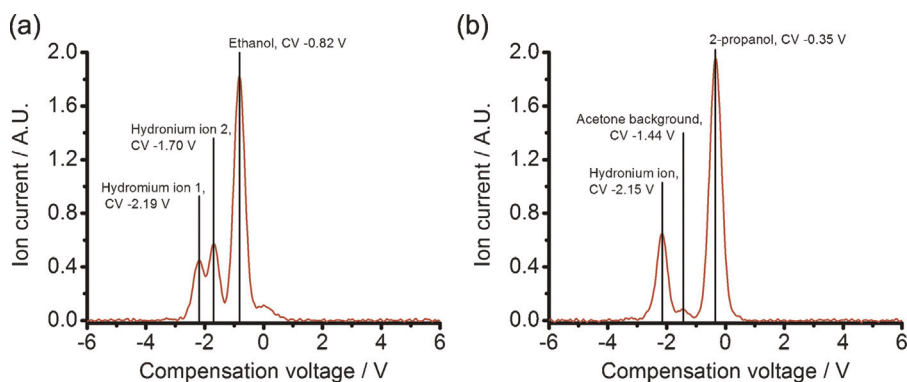 (a)
Ethanol, CV -0.82 V
Hydronium ion 2,
CV -1.70 V
Hydromium ion 1,
CV -2.19 V
Ion current / A.U.
2.0
1.6
1.2
0.8
0.4
0.0
-6
-4
-2
0
2
4
6
Compensation voltage / V
(b)
2-propanol, CV -0.35 V
Acetone background,
CV -1.44 V
Hydronium ion,
CV -2.15 V
Ion current / A.U.
2.0
1.6
1.2
0.8
0.4
0.0
-6
-4
-2
0
2
4
6
Compensation voltage / V